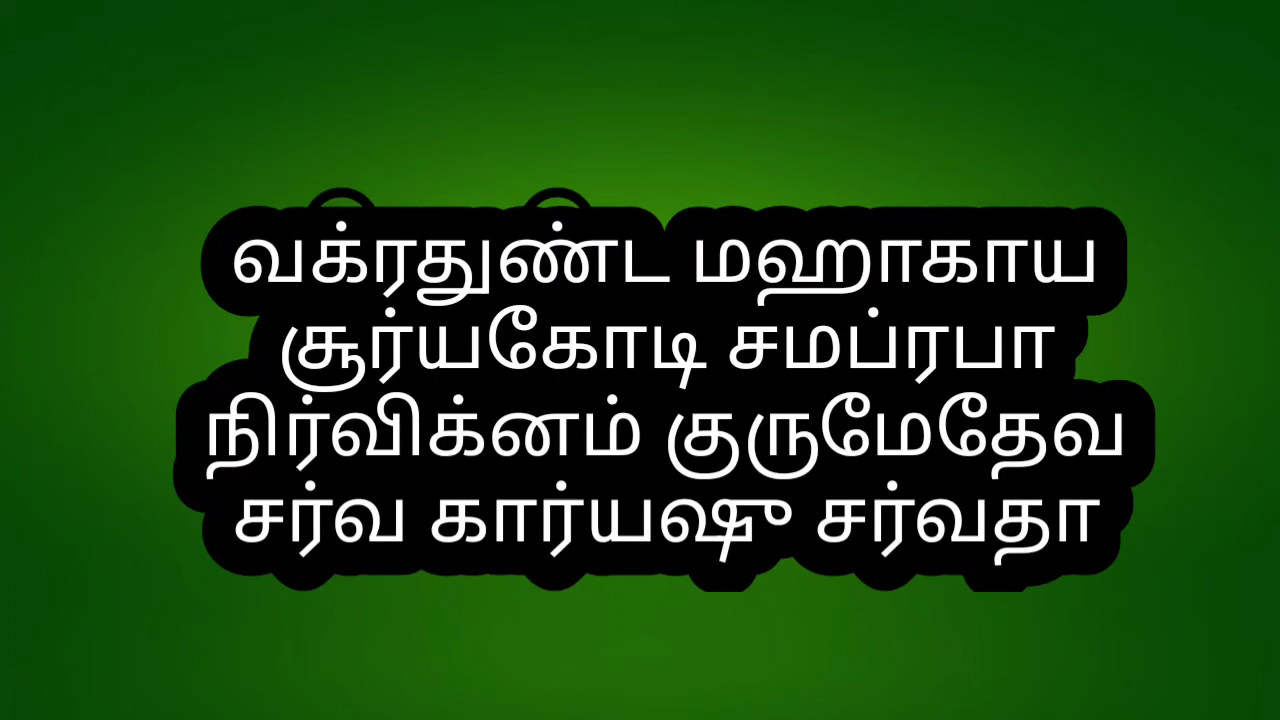 வக்ரதுண்ட மஹாகாய
சூர்யகோடி சமப்ரபா
நிர்விக்னம் குருமேதேவ
சர்வ கார்யஷு சர்வதா